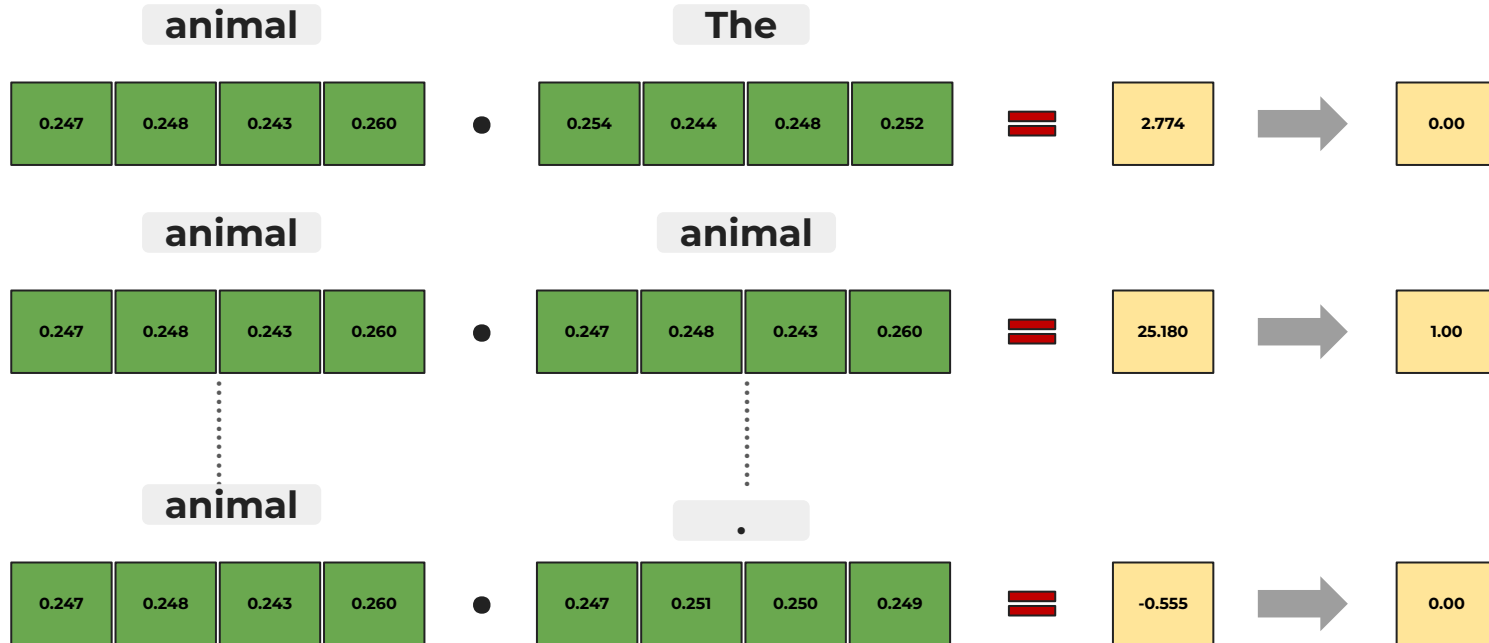 animal The
0.247 0.248 0.243 0.260 • 0.254 0.244 0.248 0.252 = 2.774 0.00
animal animal
0.247 0.248 0.243 0.260 • 0.247 0.248 0.243 0.260 = 25.180 1.00
animal .
0.247 0.248 0.243 0.260 • 0.247 0.251 0.250 0.249 = -0.555 0.00